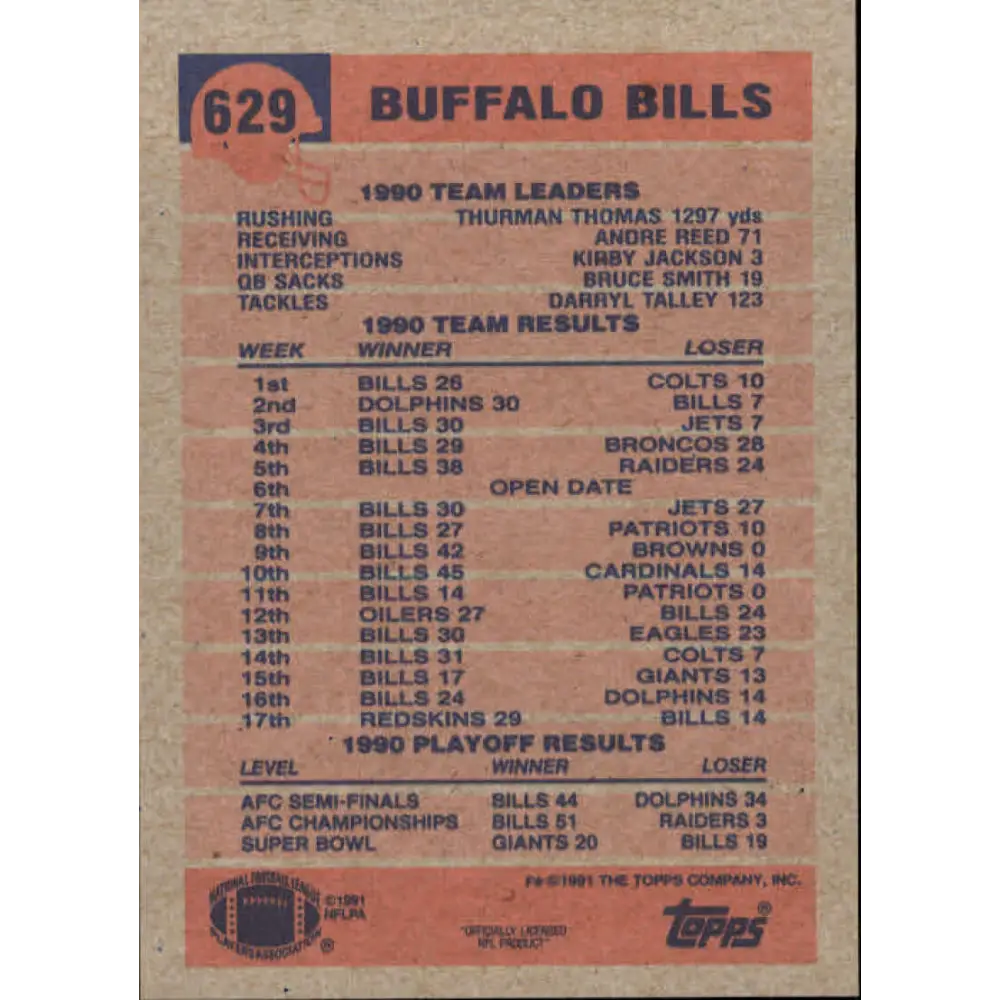 629 BUFFALO BILLS
1990 TEAM LEADERS
RUSHING THURMAN THOMAS 1297 yds
RECEIVING ANDRE REED 71
INTERCEPTIONS KIRBY JACKSON 3
QB SACKS BRUCE SMITH 19
TACKLES DARRYL TALLEY 123
1990 TEAM RESULTS
WEEK WINNER LOSER
1st BILLS 26 COLTS 10
2nd DOLPHINS 30 BILLS 7
3rd BILLS 30 JETS 7
4th BILLS 29 BRONCOS 28
5th BILLS 38 RAIDERS 24
6th OPEN DATE
7th BILLS 30 JETS 27
8th BILLS 27 PATRIOTS 10
9th BILLS 42 BROWNS 0
10th BILLS 45 CARDINALS 14
11th BILLS 14 PATRIOTS 0
12th OILERS 27 BILLS 24
13th BILLS 30 EAGLES 23
14th BILLS 31 COLTS 7
15th BILLS 17 GIANTS 13
16th BILLS 24 DOLPHINS 14
17th REDSKINS 29 BILLS 14
1990 PLAYOFF RESULTS
LEVEL WINNER LOSER
AFC SEMI-FINALS BILLS 44 DOLPHINS 34
AFC CHAMPIONSHIPS BILLS 51 RAIDERS 3
SUPER BOWL GIANTS 20 BILLS 19
F* © 1991 THE TOPPS COMPANY, INC.
NATIONAL FOOTBALL LEAGUE
PLAYERS ASSOCIATION ®
© 1991
NFLPA
"OFFICIALLY LICENSED
NFL PRODUCT"
TOPPS®